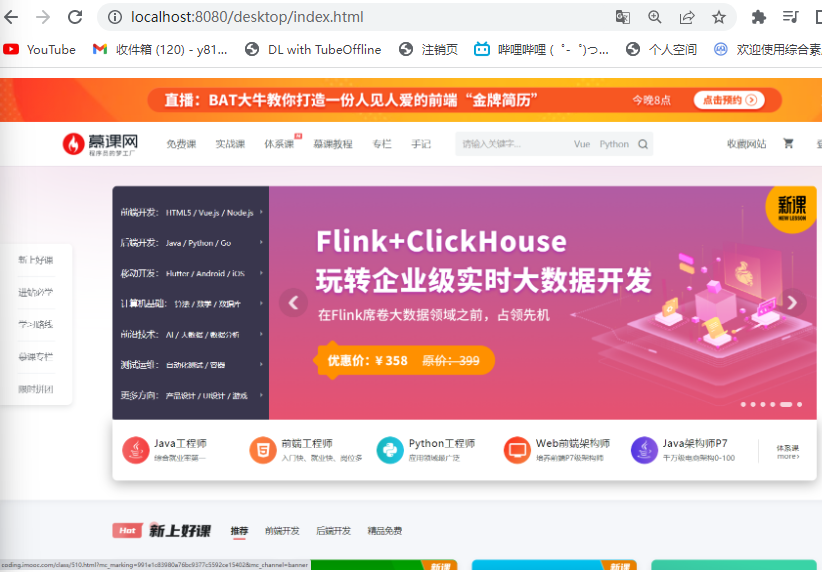 localhost:8080/desktop/index.html
YouTube 收件箱 (120) - y81... DL with TubeOffline 注销页 哔哩哔哩 ( ゜- ゜)つ... 个人空间 欢迎使用综合素
直播：BAT大牛教你打造一份人见人爱的前端“金牌简历” 今晚8点 点击预约
慕课网
程序员的梦工厂
免费课 实战课 体系课 慕课教程 专栏 手记 请输入关键字... Vue Python 收藏网站
新上好课
进站必学
学习路线
慕课专栏
限时拼团
前端开发： HTML5 / Vue.js / Node.js
后端开发： Java / Python / Go
移动开发： Flutter / Android / iOS
计算机基础： 算法 / 数学 / 数据库
前沿技术： AI / 大数据 / 数据分析
测试运维： 自动化测试 / 容器
更多方向： 产品设计 / UI设计 / 游戏
新课
NEW LESSON
Flink+ClickHouse
玩转企业级实时大数据开发
在Flink席卷大数据领域之前，占领先机
优惠价：¥ 358 原价：399
Java工程师
综合就业率第一
前端工程师
入门快、就业快、岗位多
Python工程师
应用领域最广泛
Web前端架构师
培养前端P7级架构师
Java架构师P7
千万级电商架构0-100
体系课
more›
Hot 新上好课 推荐 前端开发 后端开发 精品免费
新课 新课